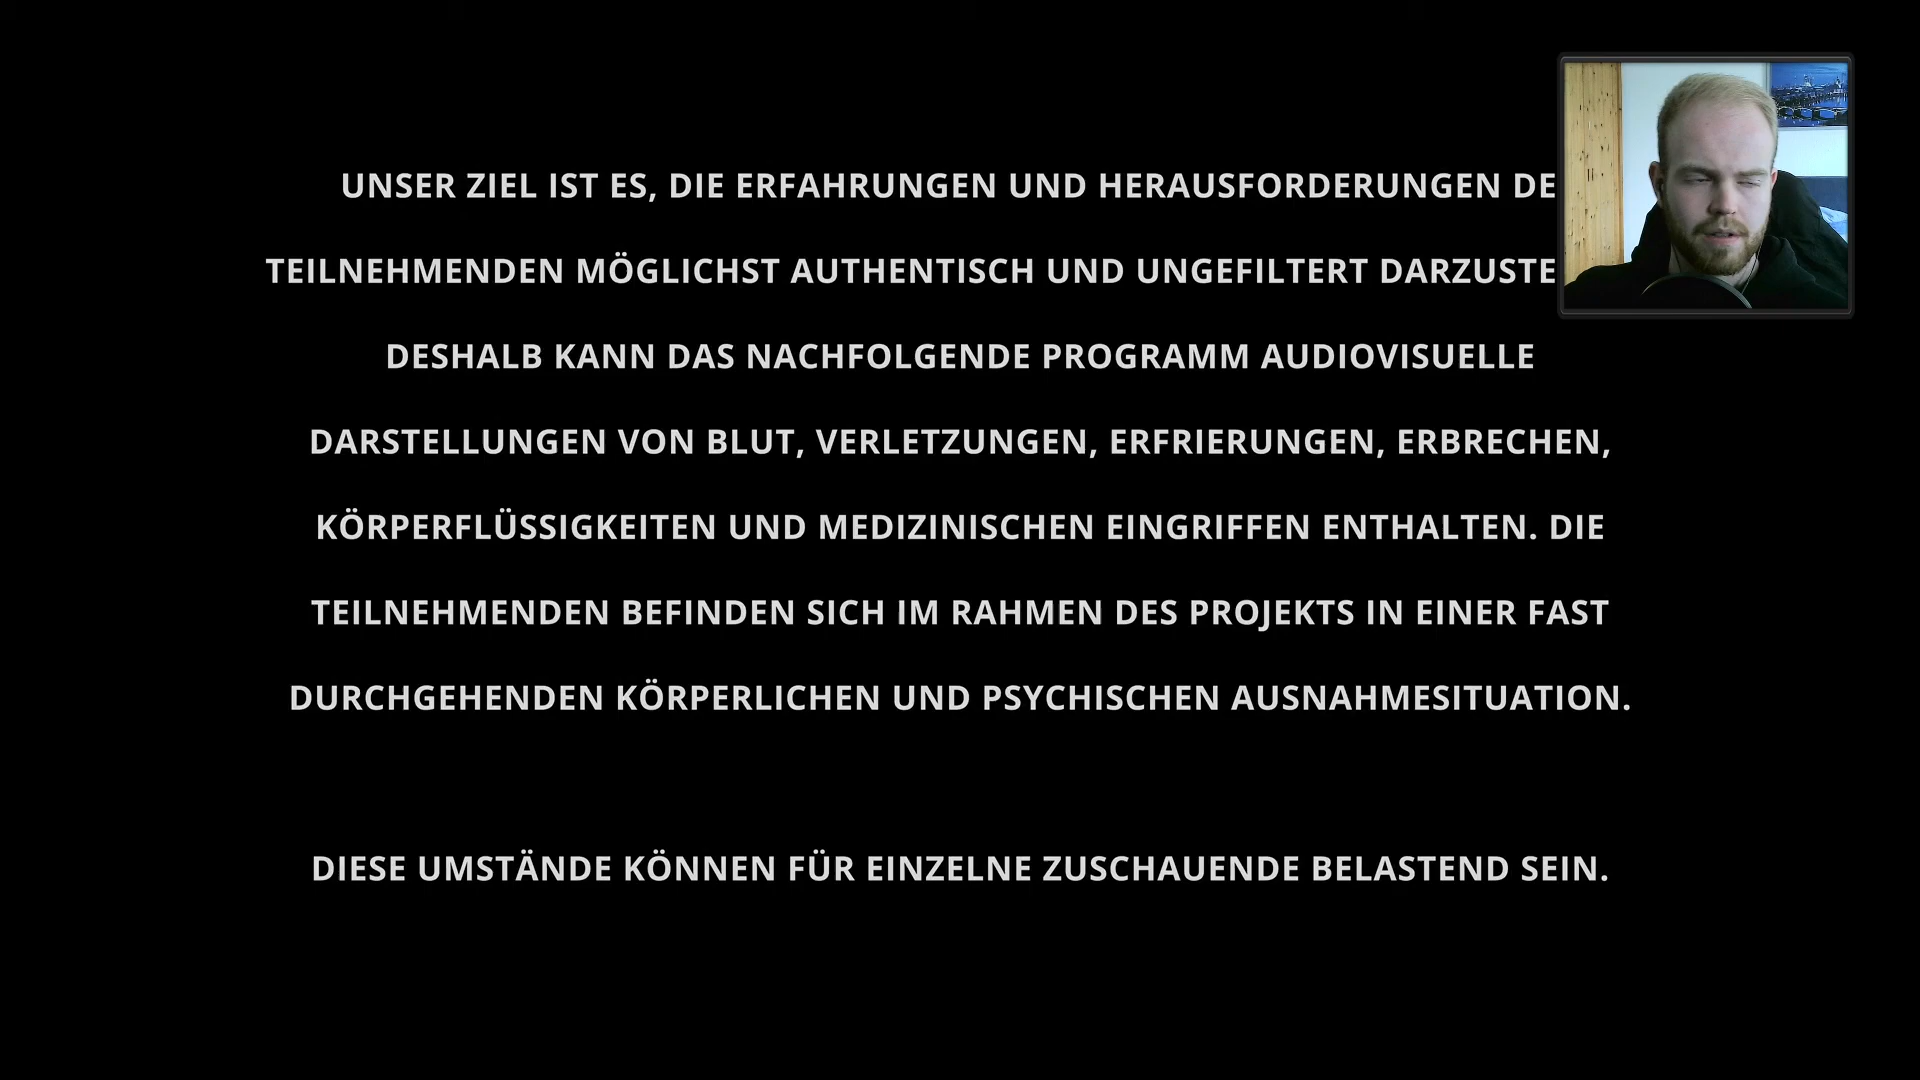 UNSER ZIEL IST ES, DIE ERFAHRUNGEN UND HERAUSFORDERUNGEN
TEILNEHMENDEN MÖGLICHST AUTHENTISCH UND UNGEFILTERT
DESHALB KANN DAS NACHFOLGENDE PROGRAMM AUDIOVISUELLE
DARSTELLUNGEN VON BLUT, VERLETZUNGEN, ERFRIERUNGEN, ERBRECHEN,
KÖRPERFLÜSSIGKEITEN UND MEDIZINISCHEN EINGRIFFEN ENTHALTEN. DIE
TEILNEHMENDEN BEFINDEN SICH IM RAHMEN DES PROJEKTS IN EINER FAST
DURCHGEHENDEN KÖRPERLICHEN UND PSYCHISCHEN AUSNAHMESITUATION.
DIESE UMSTÄNDE KÖNNEN FÜR EINZELNE ZUSCHAUENDE BELASTEND SEIN.